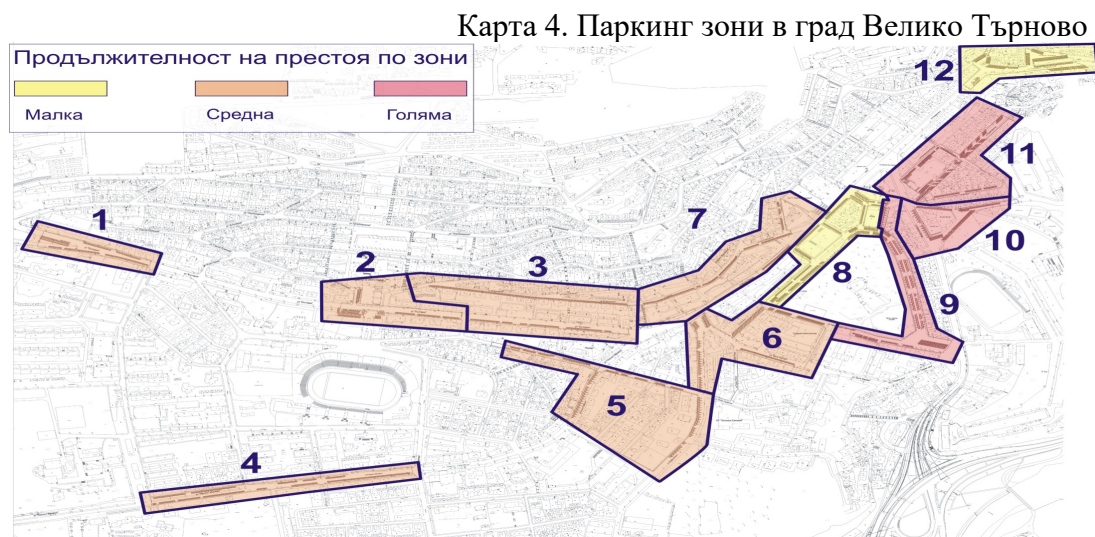 Карта 4. Паркинг зони в град Велико Търново
Продължителност на престоя по зони
Малка
Средна
Голяма
12
11
1
7
10
2
3
8
9
6
5
4